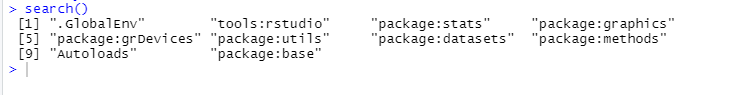 > search()
[1] ".GlobalEnv" "tools:rstudio" "package:stats" "package:graphics"
[5] "package:grDevices" "package:utils" "package:datasets" "package:methods"
[9] "Autoloads" "package:base"
>